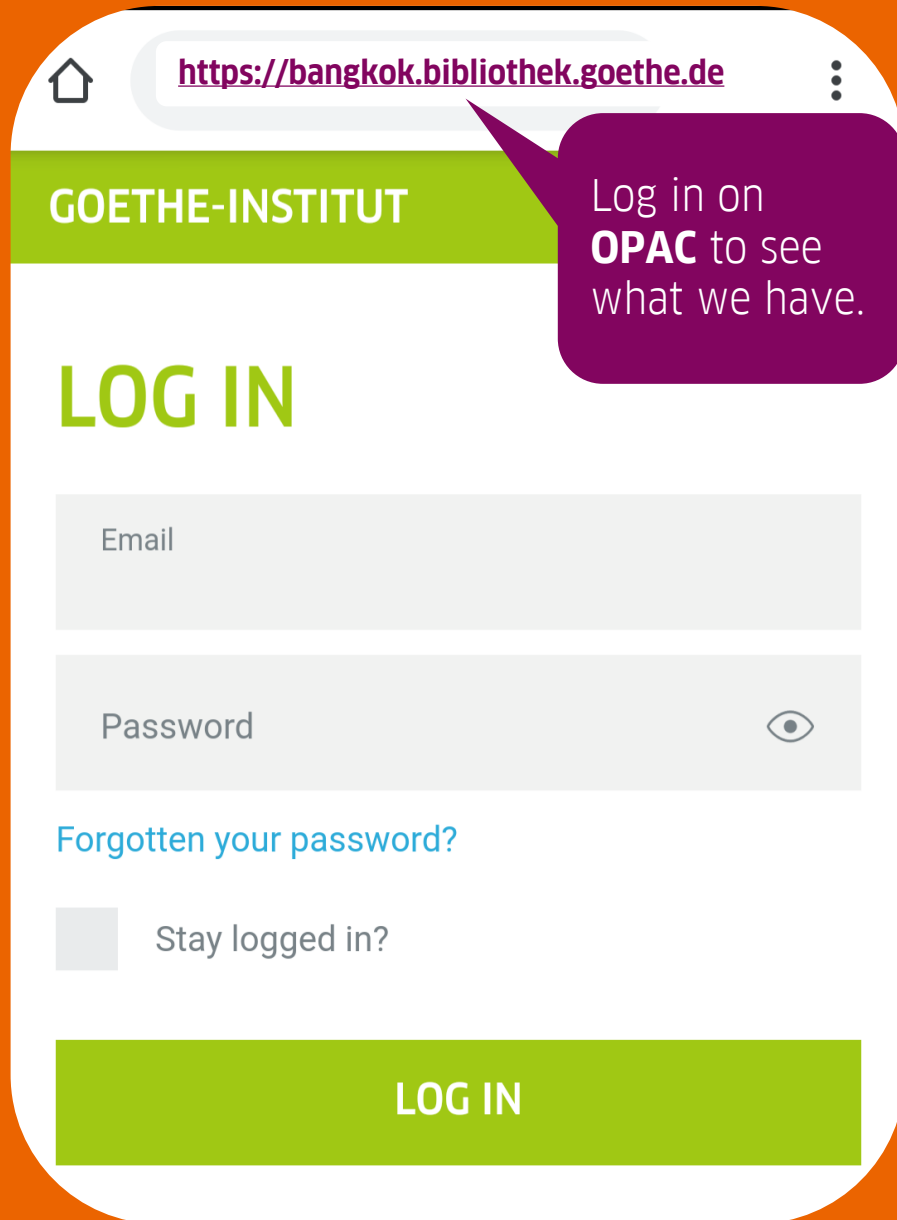 https://bangkok.bibliothek.goethe.de
GOETHE-INSTITUT
Log in on
OPAC to see
what we have.
LOG IN
Email
Password
Forgotten your password?
Stay logged in?
LOG IN